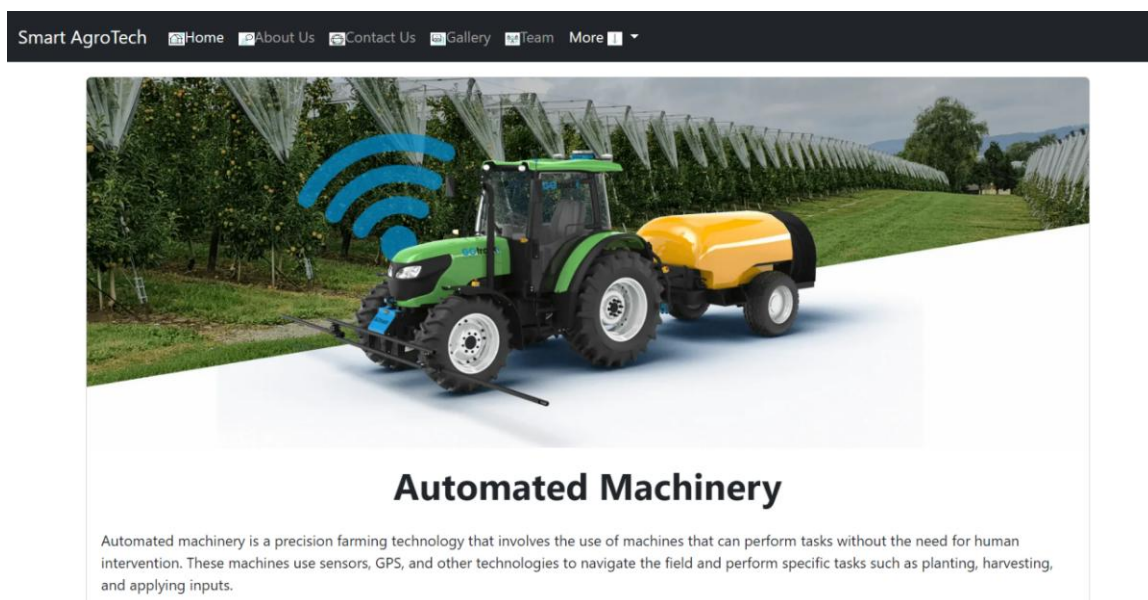 Smart AgroTech Home About Us Contact Us Gallery Team More
Automated Machinery
Automated machinery is a precision farming technology that involves the use of machines that can perform tasks without the need for human
intervention. These machines use sensors, GPS, and other technologies to navigate the field and perform specific tasks such as planting, harvesting,
and applying inputs.